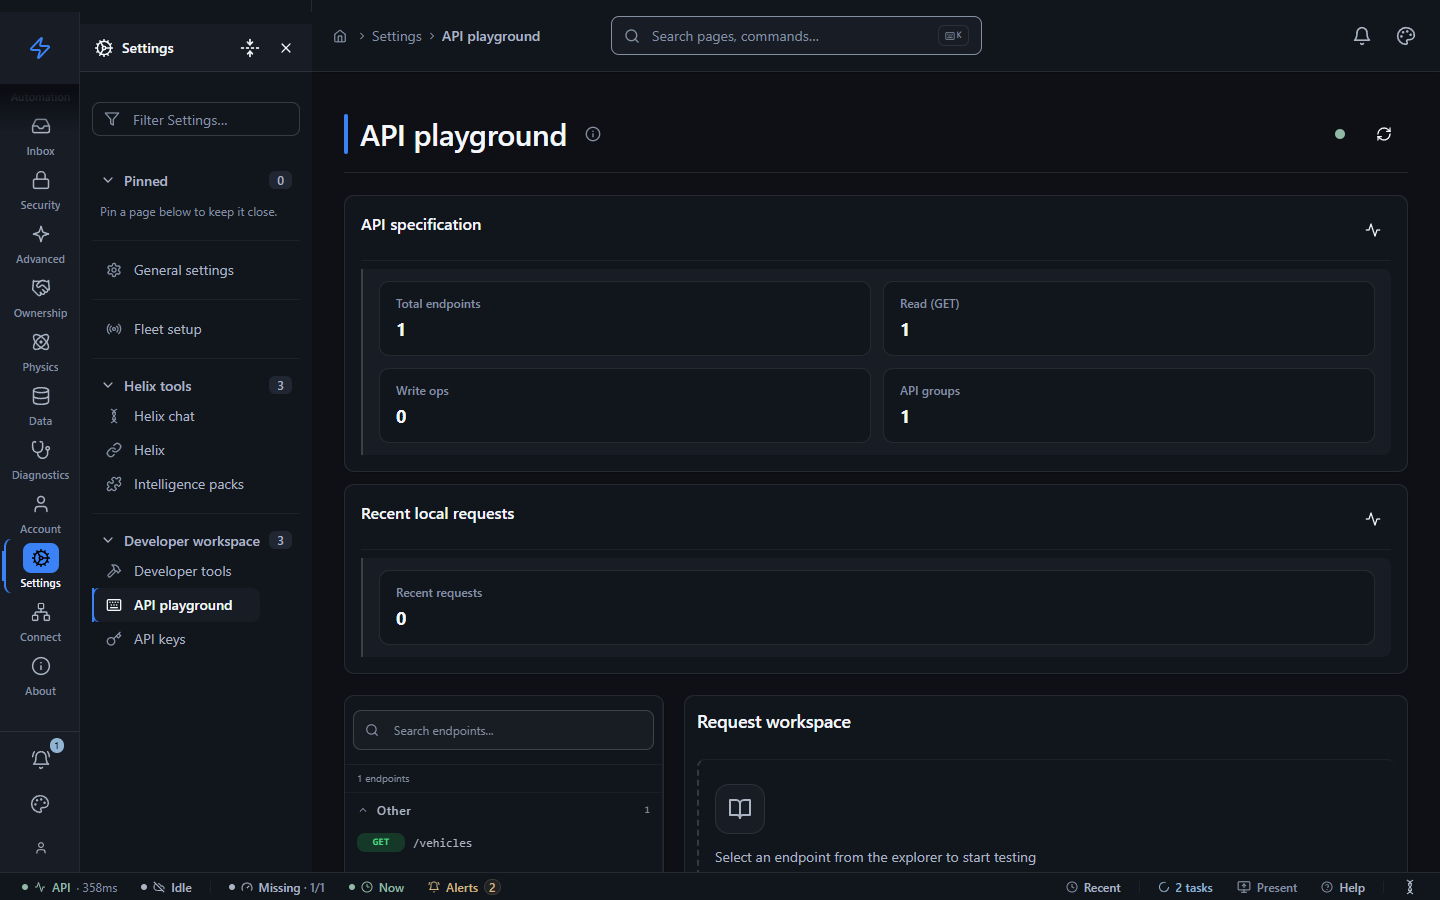 Settings
Settings
API playground
Search pages, commands...
K
Automation
Inbox
Security
Advanced
Ownership
Physics
Data
Diagnostics
Account
Settings
Connect
About
1
Filter Settings...
Pinned
0
Pin a page below to keep it close.
General settings
Fleet setup
Helix tools
3
Helix chat
Helix
Intelligence packs
Developer workspace
3
Developer tools
API playground
API keys
API playground
API specification
Total endpoints
1
Read (GET)
1
Write ops
0
API groups
1
Recent local requests
Recent requests
0
Search endpoints...
1 endpoints
Other
1
GET /vehicles
Request workspace
Select an endpoint from the explorer to start testing
API · 358ms
Idle
Missing · 1/1
Now
Alerts 2
Recent
2 tasks
Present
Help